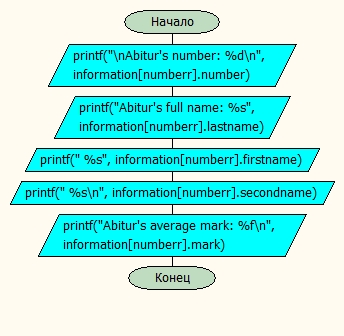 Начало
printf("\nAbitur's number: %d\n",
information[numberr].number)
printf("Abitur's full name: %s",
information[numberr].lastname)
printf(" %s", information[numberr].firstname)
printf(" %s\n", information[numberr].secondname)
printf("Abitur's average mark: %f\n",
information[numberr].mark)
Конец